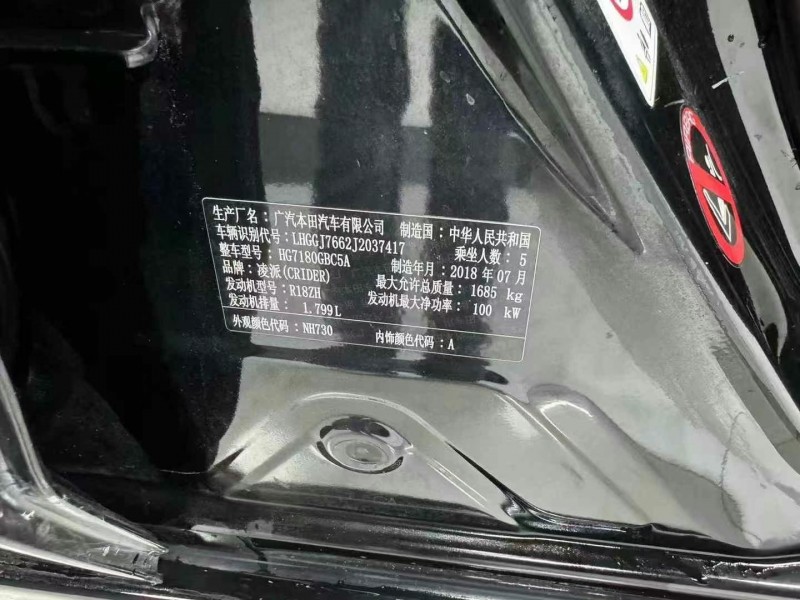 生产厂名：广汽本田汽车有限公司 制造国：中华人民共和国
车辆识别代号：LHGGJ7662J2037417 乘坐人数：5
整车型号：HG7180GBC5A 制造年月：2018 年 07 月
品牌：凌派(CRIDER) 最大允许总质量：1685 kg
发动机型号：R18ZH 发动机最大净功率：100 kW
发动机排量：1.799L
外观颜色代码：NH730 内饰颜色代码：A